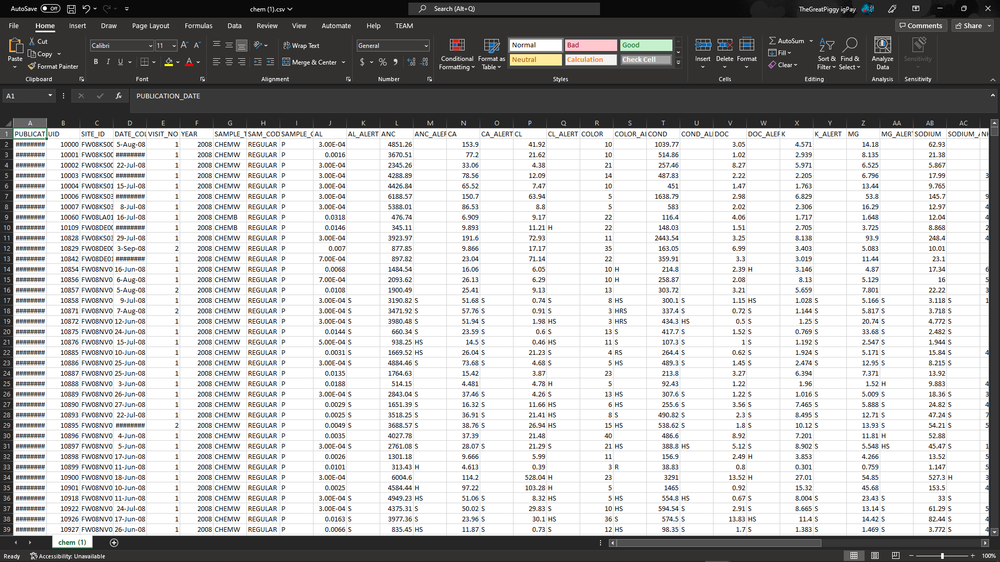 AutoSave Off chem (1).csv Search (Alt+Q) TheGreatPiggy igPay
File Home Insert Draw Page Layout Formulas Data Review View Automate Help TEAM Comments Share
Paste Cut Copy Format Painter Clipboard
Calibri 11 B I U A Font
Wrap Text Merge & Center Alignment
General $ % Number
Conditional Formatting Format as Table Normal Bad Good Neutral Calculation Check Cell Styles
Insert Delete Format Cells
AutoSum Fill Clear Sort & Filter Find & Select Editing
Analyze Data Analysis Sensitivity Sensitivity
A1 fx PUBLICATION_DATE
A B C D E F G H I J K L M N O P Q R S T U V W X Y Z AA AB AC
1 PUBLICAT UID SITE_ID DATE_COL VISIT_NO YEAR SAMPLE_T SAM_COD SAMPLE_C AL AL_ALERT ANC ANC_ALER CA CA_ALERT CL CL_ALERT COLOR COLOR_AL COND COND_ALI DOC DOC_ALER K K_ALERT MG MG_ALERT SODIUM SODIUM_A NH
2 ######## 10000 FW08KS00 5-Aug-08 1 2008 CHEMW REGULAR P 3.00E-04 4851.26 153.9 41.92 10 1039.77 3.05 4.571 14.18 62.93
3 ######## 10001 FW08KS00 ######## 1 2008 CHEMW REGULAR P 0.0016 3670.51 77.2 21.62 10 514.86 1.02 2.939 8.135 21.38
4 ######## 10002 FW08KS00 22-Jul-08 1 2008 CHEMW REGULAR P 3.00E-04 2345.26 33.06 4.38 21 257.46 8.27 5.971 6.525 5.867
5 ######## 10003 FW08KS00 ######## 1 2008 CHEMW REGULAR P 3.00E-04 4288.89 78.56 12.09 14 487.83 2.22 2.205 6.796 17.99 3
6 ######## 10004 FW08KS01 15-Jul-08 1 2008 CHEMW REGULAR P 3.00E-04 4426.84 65.52 7.47 10 451 1.47 1.763 13.44 9.765
7 ######## 10006 FW08KS03 ######## 1 2008 CHEMW REGULAR P 3.00E-04 6188.57 150.7 63.94 5 1638.79 2.98 6.829 53.8 145.7 9
8 ######## 10007 FW08KS03 8-Jul-08 1 2008 CHEMW REGULAR P 3.00E-04 5388.01 86.53 8.8 5 583 2.02 2.306 16.29 12.97 4
9 ######## 10060 FW08LA01 16-Jul-08 1 2008 CHEMB REGULAR P 0.0318 476.74 6.909 9.17 22 116.4 4.06 1.717 1.648 12.04 4
10 ######## 10109 FW08DE00 ######## 1 2008 CHEMB REGULAR P 0.0146 345.11 9.893 11.21 H 22 148.03 1.51 2.705 3.725 8.868 2
11 ######## 10828 FW08KS03 29-Jul-08 1 2008 CHEMW REGULAR P 3.00E-04 3923.97 191.6 72.93 11 2443.54 3.25 8.138 93.9 248.4 4
12 ######## 10829 FW08DE00 3-Sep-08 2 2008 CHEMW REGULAR P 0.007 877.85 9.866 17.17 35 163.05 6.99 3.403 5.083 10.01
13 ######## 10842 FW08DE01 ######## 1 2008 CHEMW REGULAR P 7.00E-04 897.82 23.04 71.14 22 359.91 3.3 3.019 11.44 23.1
14 ######## 10854 FW08NV0 16-Jun-08 1 2008 CHEMW REGULAR P 0.0068 1484.54 16.06 6.05 10 H 214.8 2.39 H 3.146 4.87 17.34 6
15 ######## 10856 FW08NV0 6-Aug-08 1 2008 CHEMW REGULAR P 7.00E-04 2093.62 26.13 6.29 10 H 258.87 2.08 8.13 5.129 16 5
16 ######## 10857 FW08NV0 5-Aug-08 2 2008 CHEMW REGULAR P 0.0108 1900.49 25.41 9.13 13 303.72 3.21 5.659 7.801 22.22 3
17 ######## 10858 FW08NV0 9-Jul-08 1 2008 CHEMW REGULAR P 3.00E-04 S 3190.82 S 51.68 S 0.74 S 8 HS 300.1 S 1.15 HS 1.028 S 5.166 S 3.118 S 1
18 ######## 10871 FW08NV0 7-Aug-08 2 2008 CHEMW REGULAR P 3.00E-04 S 3471.92 S 57.76 S 0.91 S 3 HRS 337.4 S 0.72 S 1.144 S 5.817 S 3.718 S
19 ######## 10872 FW08NV0 12-Jun-08 1 2008 CHEMW REGULAR P 3.00E-04 S 3980.48 S 51.94 S 1.98 HS 3 HRS 434.3 HS 0.5 S 1.25 S 20.74 S 4.772 S
20 ######## 10875 FW08NV0 24-Jun-08 1 2008 CHEMW REGULAR P 0.0144 S 660.34 S 23.59 S 0.6 S 13 S 417.7 S 1.52 S 0.769 S 33.68 S 2.482 S
21 ######## 10876 FW08NV0 15-Jul-08 1 2008 CHEMW REGULAR P 5.00E-04 S 938.25 HS 14.5 S 0.46 HS 11 S 107.3 S 1 S 1.192 S 2.547 S 1.944 S
22 ######## 10885 FW08NV0 10-Jun-08 1 2008 CHEMW REGULAR P 0.0031 S 1669.52 HS 26.04 S 21.23 S 4 RS 264.4 S 0.62 S 1.924 S 5.171 S 15.84 S 4
23 ######## 10886 FW08NV0 25-Jun-08 1 2008 CHEMW REGULAR P 3.00E-04 S 4884.46 S 73.68 S 4.68 S 5 HS 489.3 S 1.45 S 2.474 S 12.95 S 8.215 S
24 ######## 10887 FW08NV0 25-Jun-08 1 2008 CHEMW REGULAR P 0.0135 1764.63 15.42 3.87 23 213.8 3.27 6.394 7.371 13.92
25 ######## 10888 FW08NV0 3-Jun-08 1 2008 CHEMW REGULAR P 0.0188 514.15 4.481 4.78 H 5 92.43 1.22 1.96 1.52 H 9.883 4
26 ######## 10889 FW08NV0 26-Jun-08 1 2008 CHEMW REGULAR P 3.00E-04 S 2843.04 S 37.46 S 4.26 S 13 HS 307.6 S 1.22 S 1.016 S 5.009 S 18.36 S 3
27 ######## 10890 FW08NV0 27-Jun-08 1 2008 CHEMW REGULAR P 0.0029 S 1651.39 S 16.32 S 11.66 HS 6 HS 255.6 S 3.56 S 7.465 S 5.888 S 24.82 S 4
28 ######## 10893 FW08NV0 22-Jul-08 1 2008 CHEMW REGULAR P 0.0025 S 3518.25 S 36.91 S 21.41 HS 8 S 490.82 S 2.3 S 8.495 S 12.71 S 47.24 S 7
29 ######## 10895 FW08NV0 ######## 2 2008 CHEMW REGULAR P 0.0049 S 3688.57 S 38.76 S 26.94 HS 15 HS 538.62 S 1.8 S 10.12 S 13.93 S 54.21 S 5
30 ######## 10896 FW08NV0 4-Jun-08 1 2008 CHEMW REGULAR P 0.0035 4027.78 37.39 21.48 40 486.6 8.92 7.201 11.81 H 52.88
31 ######## 10897 FW08NV0 5-Jun-08 1 2008 CHEMW REGULAR P 3.00E-04 S 2761.08 S 28.07 S 21.29 S 21 HS 388.8 HS 5.12 S 8.902 S 5.548 HS 45.47 S 1
32 ######## 10898 FW08NV0 17-Jun-08 1 2008 CHEMW REGULAR P 0.0026 1301.18 9.666 5.99 11 156.9 2.49 H 3.853 4.266 13.52 5
33 ######## 10899 FW08NV0 11-Jun-08 1 2008 CHEMW REGULAR P 0.0101 313.43 H 4.613 0.39 3 R 38.83 0.8 0.301 0.759 1.147 5
34 ######## 10900 FW08NV0 18-Jun-08 1 2008 CHEMW REGULAR P 3.00E-04 6004.6 114.2 528.04 H 23 3291 13.52 H 27.01 54.85 527.3 H 3
35 ######## 10901 FW08NV0 10-Jun-08 1 2008 CHEMW REGULAR P 0.0025 4584.44 H 97.22 103.28 H 5 1465 0.92 15.32 45.68 153.5 4
36 ######## 10918 FW08NV0 11-Jun-08 1 2008 CHEMW REGULAR P 3.00E-04 S 4949.23 HS 51.06 S 8.32 HS 5 HS 554.8 HS 0.67 S 8.004 S 23.43 S 33 S
37 ######## 10922 FW08NV0 24-Jul-08 1 2008 CHEMW REGULAR P 3.00E-04 S 4375.31 S 50.02 S 29.83 S 10 HS 594.54 S 2.91 S 8.665 S 13.14 S 61.29 S 5
38 ######## 10926 FW08NV0 17-Jun-08 1 2008 CHEMW REGULAR P 0.0163 S 3977.36 S 23.96 S 30.1 HS 36 S 574.5 S 13.83 HS 11.4 S 14.42 S 82.44 S 4
39 ######## 10927 FW08NV0 26-Jun-08 1 2008 CHEMW REGULAR P 0.0066 S 835.45 HS 11.87 S 0.73 S 12 HS 98.35 S 1.7 S 1.383 S 1.469 S 3.772 S 4
chem (1)
Ready Accessibility: Unavailable 100%